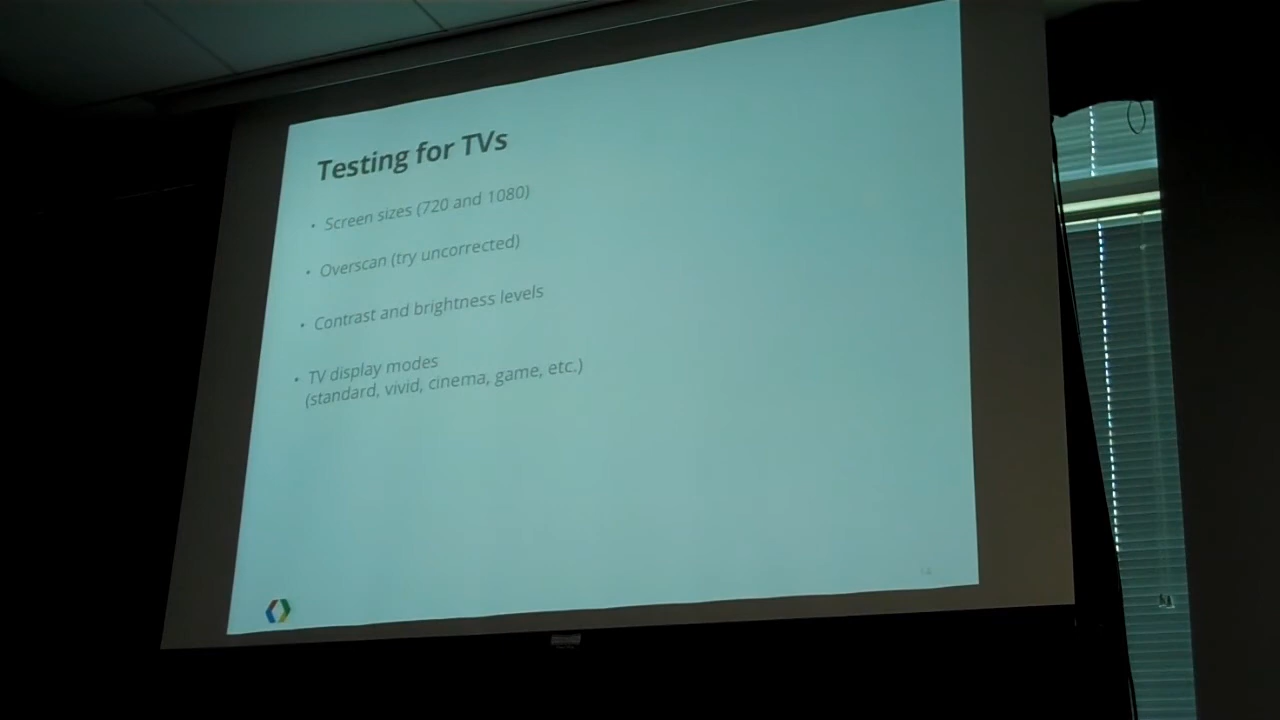 Testing for TVs
• Screen sizes (720 and 1080)
• Overscan (try uncorrected)
• Contrast and brightness levels
• TV display modes
(standard, vivid, cinema, game, etc.)